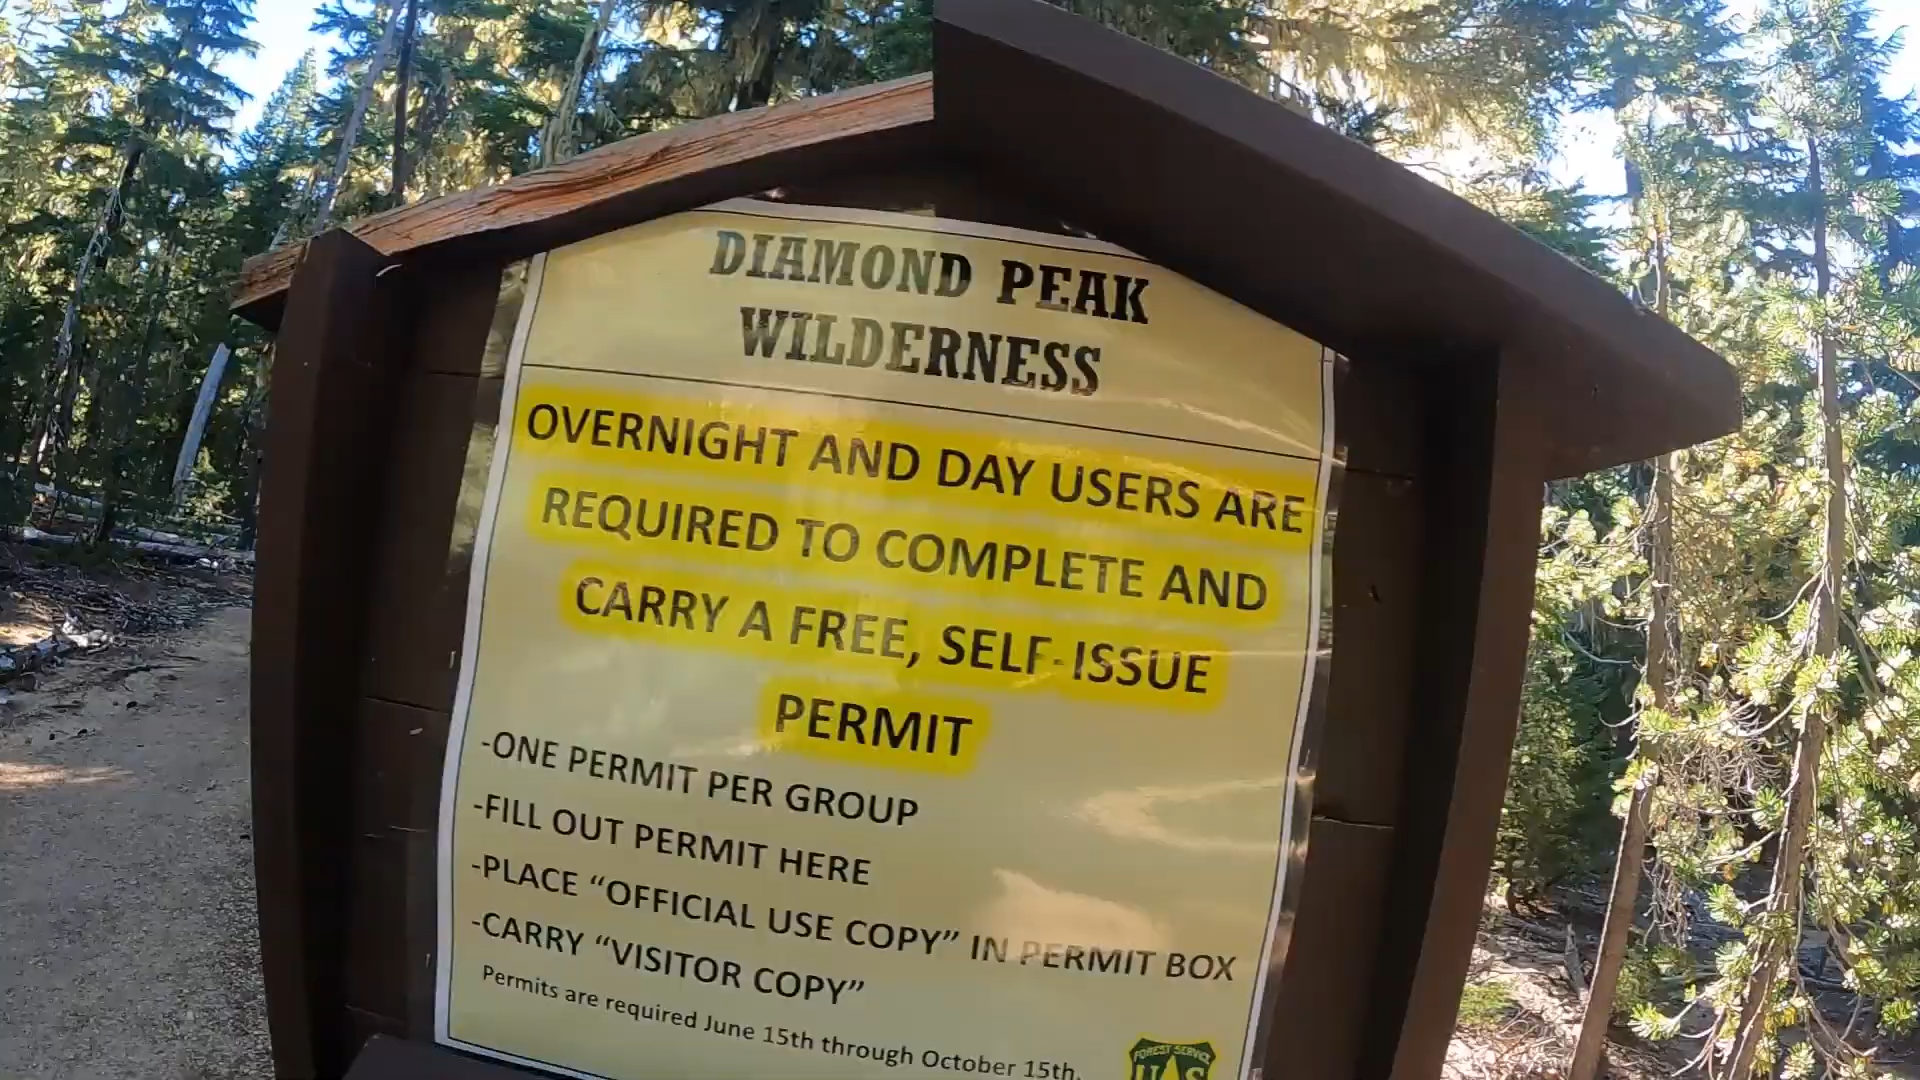 DIAMOND PEAK
WILDERNESS
OVERNIGHT AND DAY USERS ARE
REQUIRED TO COMPLETE AND
CARRY A FREE, SELF-ISSUE
PERMIT
-ONE PERMIT PER GROUP
-FILL OUT PERMIT HERE
-PLACE “OFFICIAL USE COPY” IN PERMIT BOX
-CARRY “VISITOR COPY”
Permits are required June 15th through October 15th.
FOREST SERVICE
U S